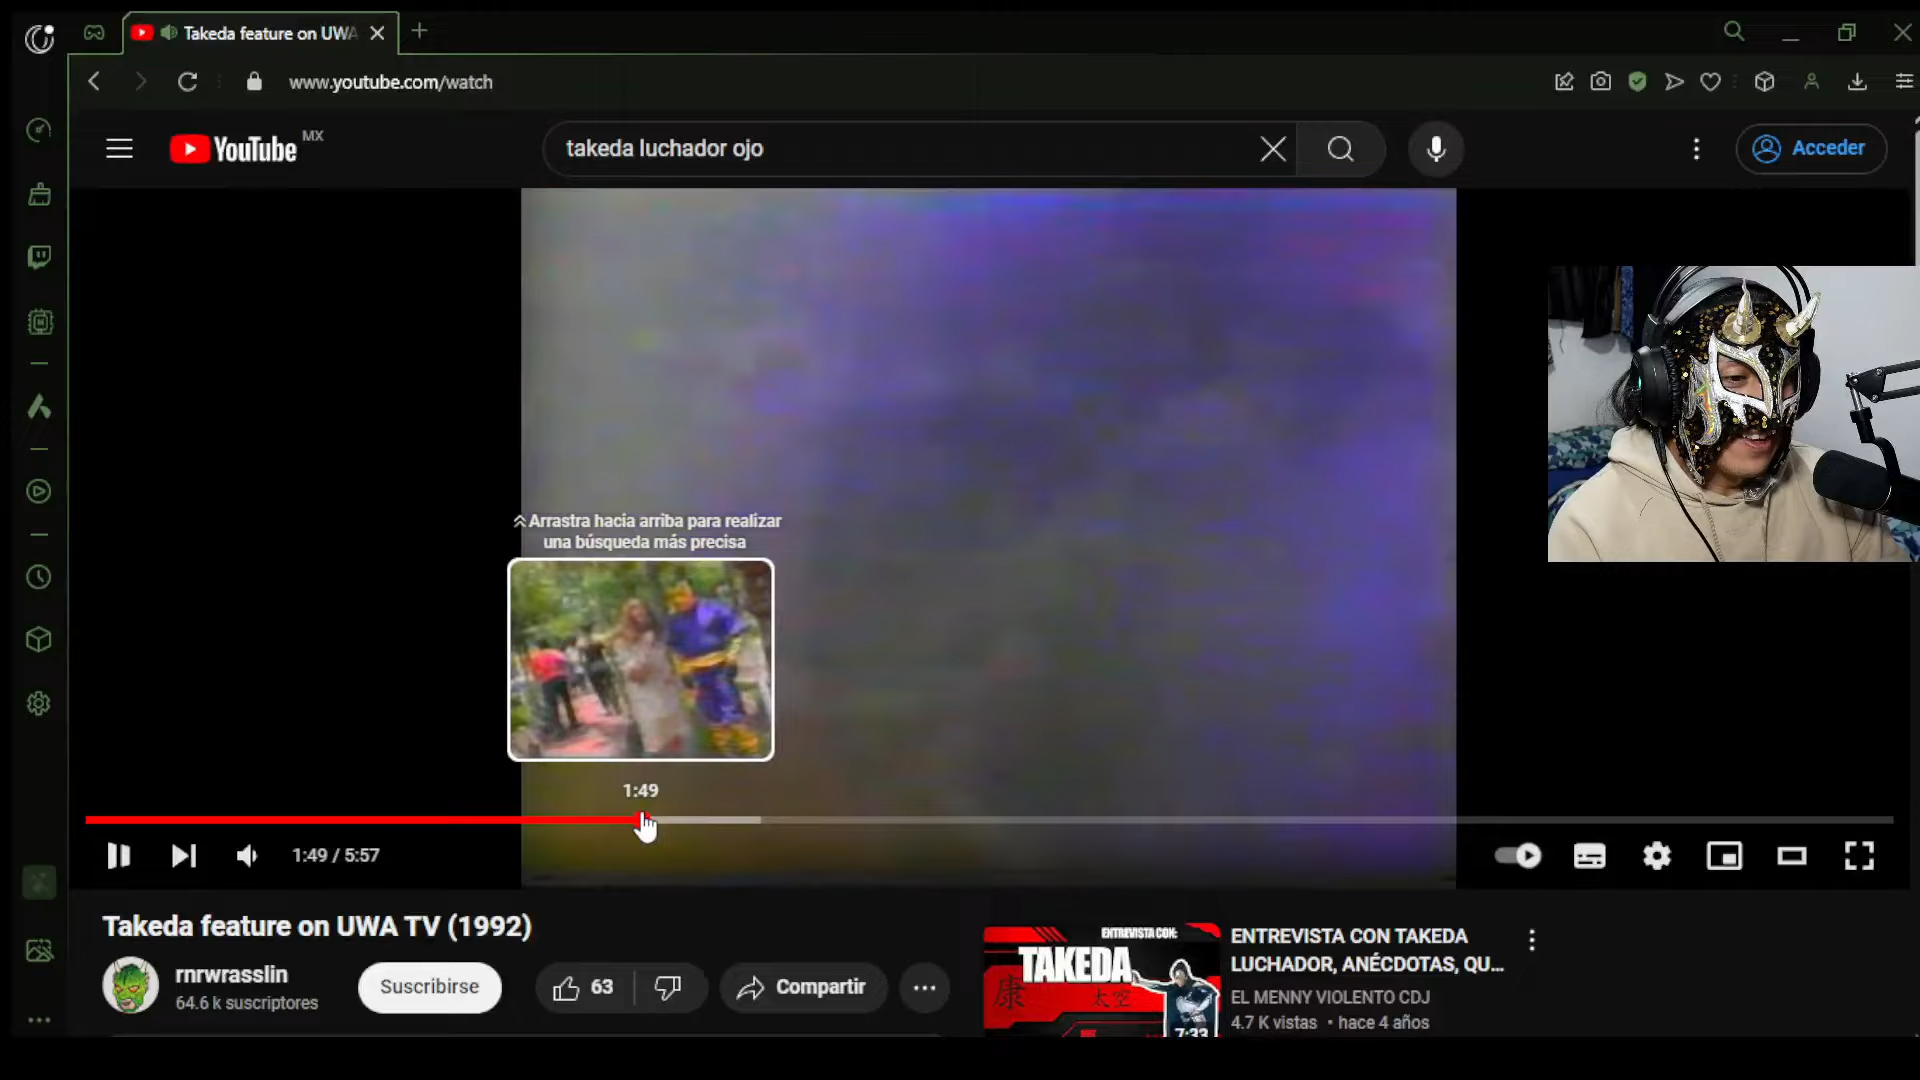 Takeda feature on UWA
www.youtube.com/watch
YouTube MX
takeda luchador ojo
Acceder
Arrastra hacia arriba para realizar
una búsqueda más precisa
1:49
1:49 / 5:57
Takeda feature on UWA TV (1992)
rnrwrasslin
64.6 k suscriptores
Suscribirse
63
Compartir
ENTREVISTA CON:
TAKEDA
康
太空
7:33
ENTREVISTA CON TAKEDA
LUCHADOR, ANÉCDOTAS, QU...
EL MENNY VIOLENTO CDJ
4.7 K vistas • hace 4 años